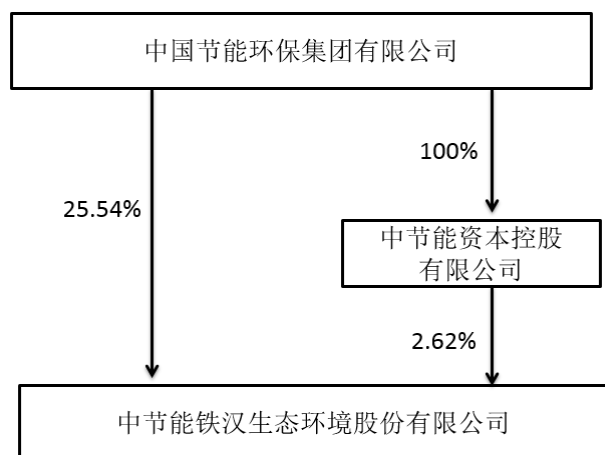 中国节能环保集团有限公司
100%
25.54%
中节能资本控股
有限公司
2.62%
中节能铁汉生态环境股份有限公司